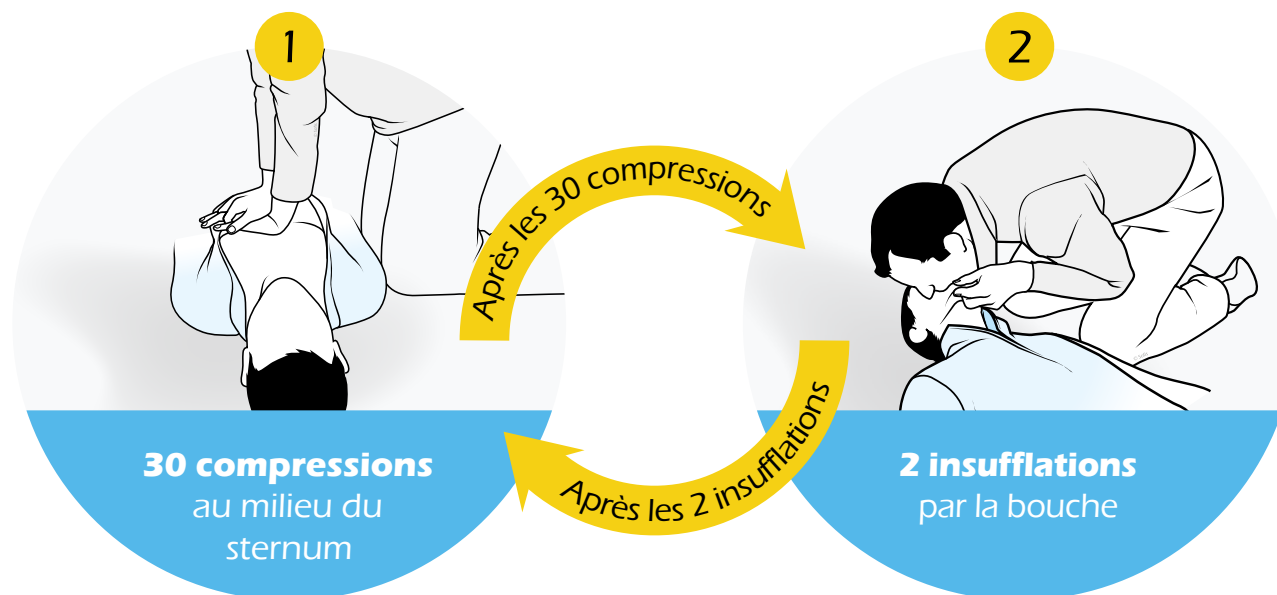 1
30 compressions
au milieu du
sternum
Après les 30 compressions
2
2 insufflations
par la bouche
Après les 2 insufflations